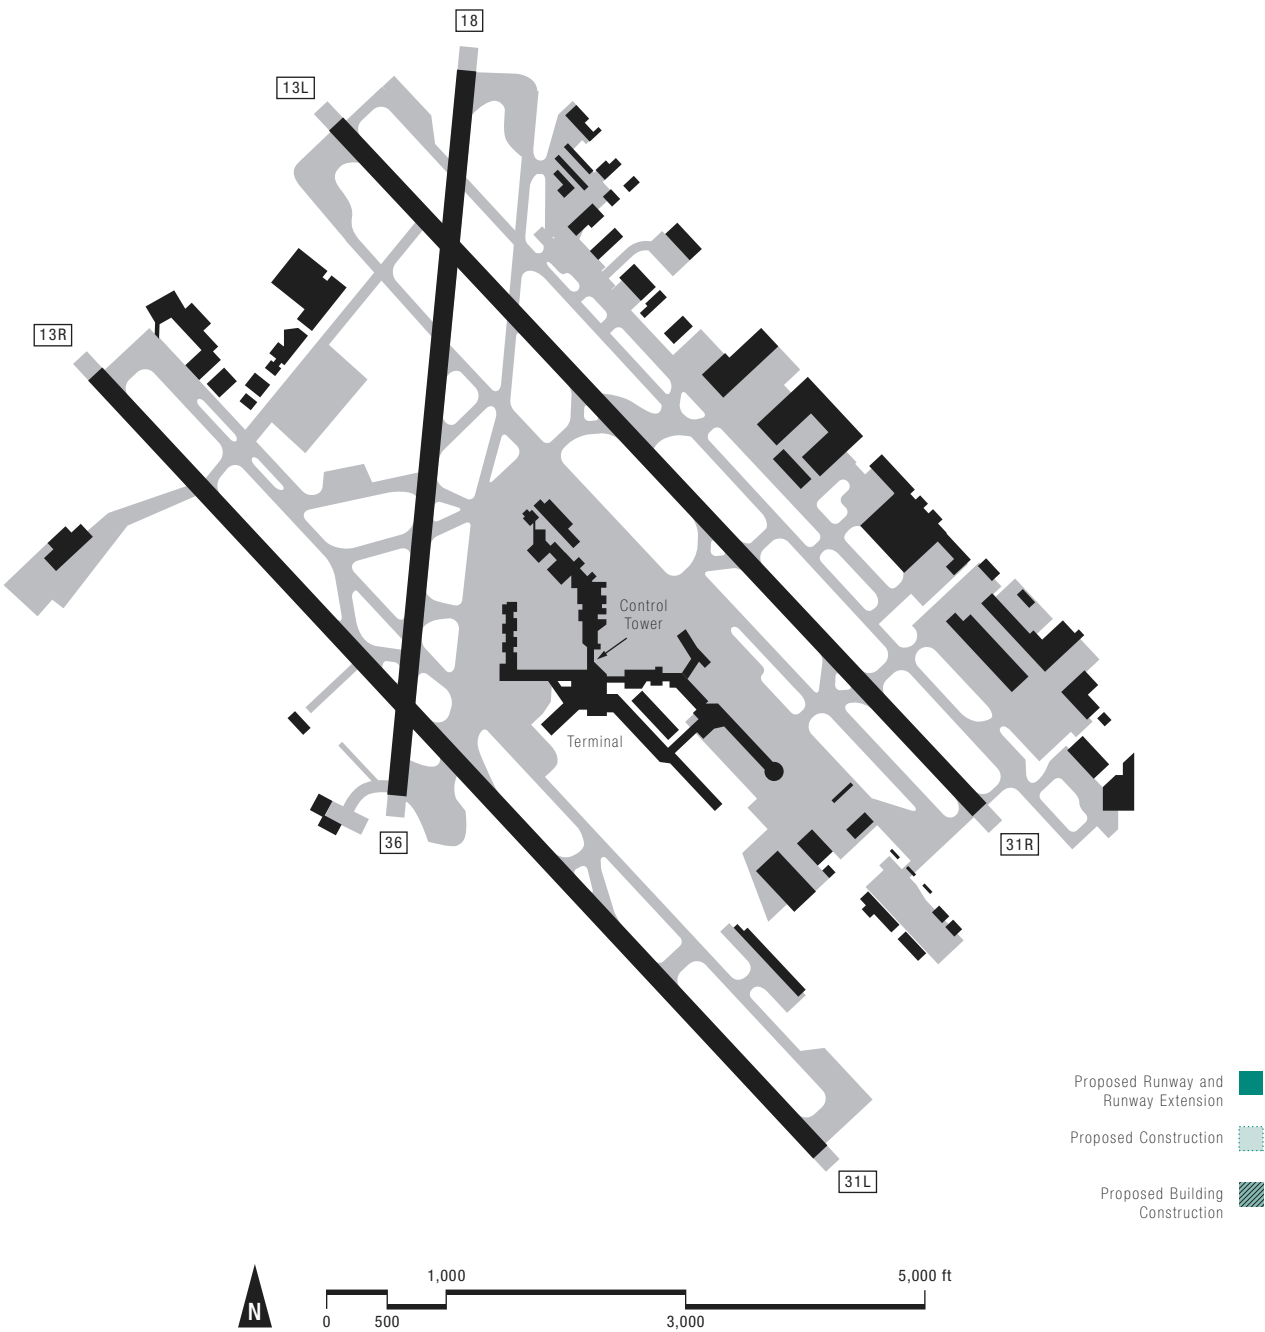 18
13L
13R
Control
Tower
Terminal
36
31R
31L
Proposed Runway and
Runway Extension
Proposed Construction
Proposed Building
Construction
N
1,000
5,000 ft
0
500
3,000